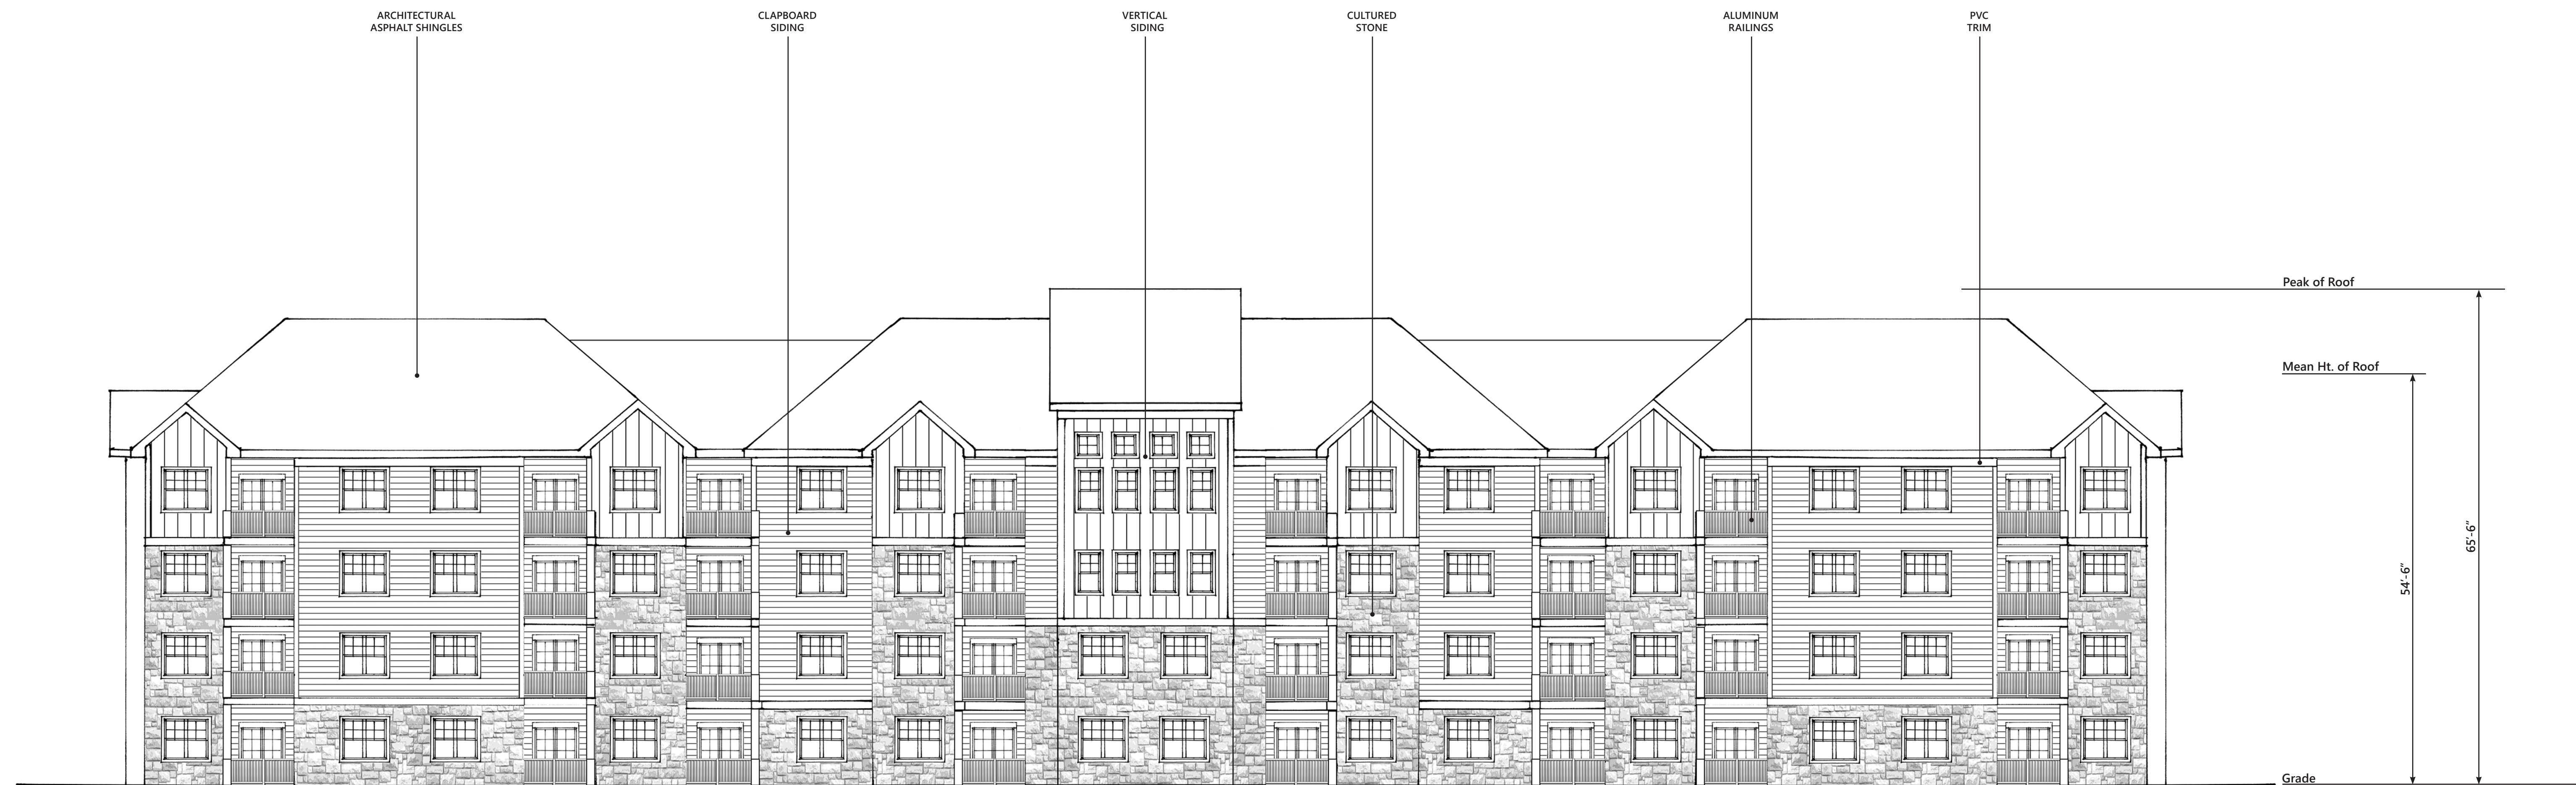 ARCHITECTURAL
ASPHALT SHINGLES
CLAPBOARD
SIDING
VERTICAL
SIDING
CULTURED
STONE
ALUMINUM
RAILINGS
PVC
TRIM
Peak of Roof
Mean Ht. of Roof
65'-6"
54'-6"
Grade